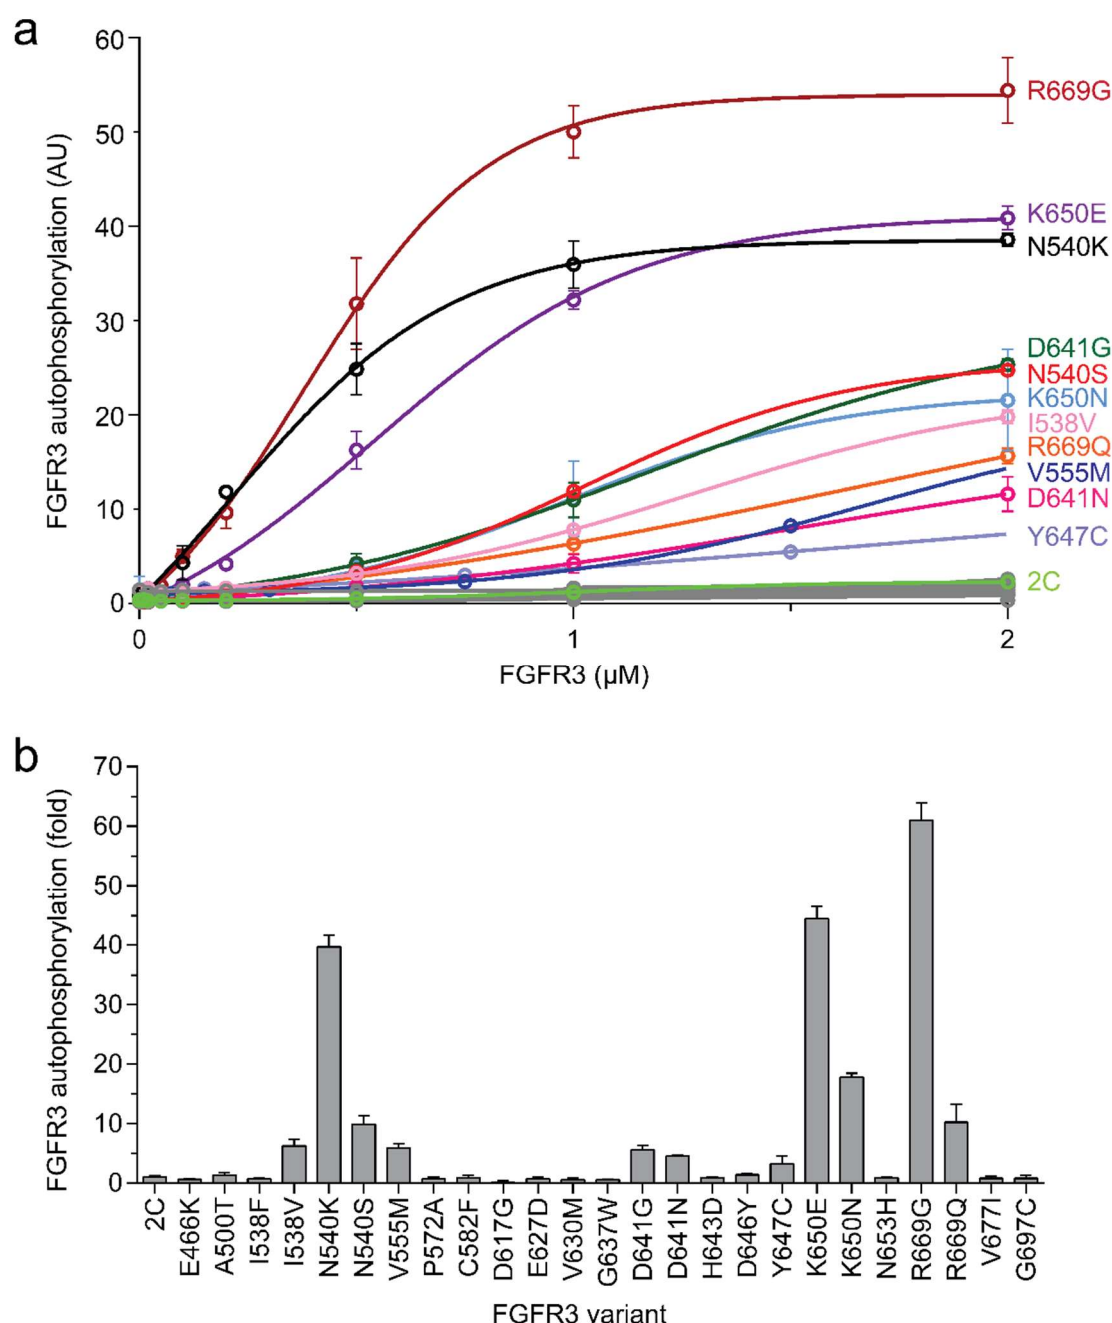 a
FGFR3 autophosphorylation (AU)
60
50
40
30
20
10
0
R669G
K650E
N540K
D641G
N540S
K650N
I538V
R669Q
V555M
D641N
Y647C
2C
0
1
2
FGFR3 (µM)
b
FGFR3 autophosphorylation (fold)
70
60
50
40
30
20
10
0
2C
E466K
A500T
I538F
I538V
N540K
N540S
V555M
P572A
C582F
D617G
E627D
V630M
G637W
D641G
D641N
H643D
D646Y
Y647C
K650E
K650N
N653H
R669G
R669Q
V677I
G697C
FGFR3 variant